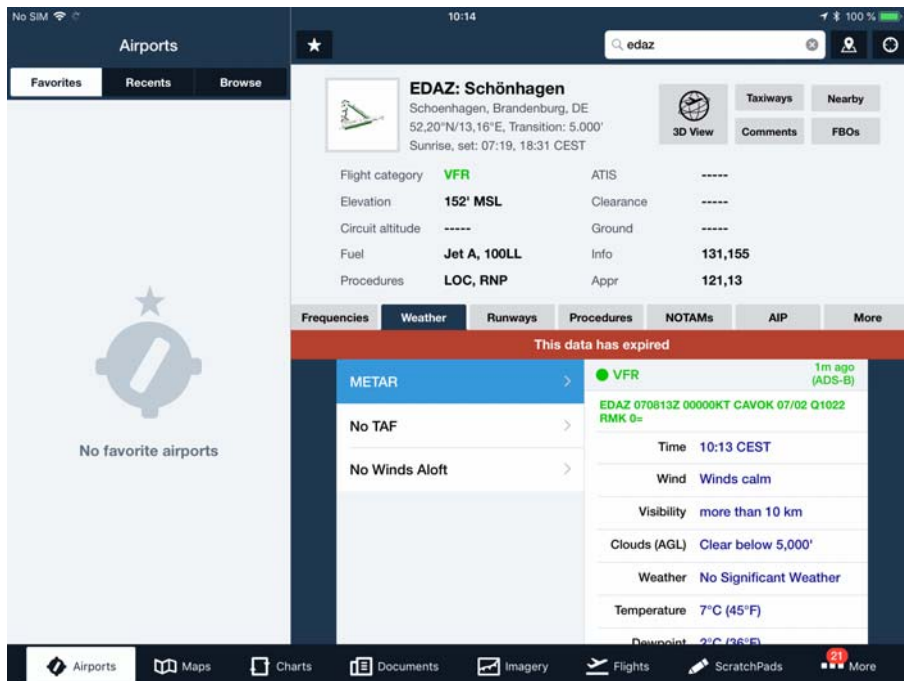 No SIM
10:14
100 %
Airports
edaz
Favorites Recents Browse
EDAZ: Schönhagen
Schoenhagen, Brandenburg, DE
52,20°N/13,16°E, Transition: 5.000'
Sunrise, set: 07:19, 18:31 CEST
3D View
Taxiways
Nearby
Comments
FBOs
Flight category VFR ATIS -----
Elevation 152' MSL Clearance -----
Circuit altitude ----- Ground -----
Fuel Jet A, 100LL Info 131,155
Procedures LOC, RNP Appr 121,13
Frequencies Weather Runways Procedures NOTAMs AIP More
This data has expired
No favorite airports
METAR
No TAF
No Winds Aloft
VFR
1m ago
(ADS-B)
EDAZ 070813Z 00000KT CAVOK 07/02 Q1022
RMK 0=
Time 10:13 CEST
Wind Winds calm
Visibility more than 10 km
Clouds (AGL) Clear below 5,000'
Weather No Significant Weather
Temperature 7°C (45°F)
Dewpoint 2°C (36°F)
Airports Maps Charts Documents Imagery Flights ScratchPads 21 More